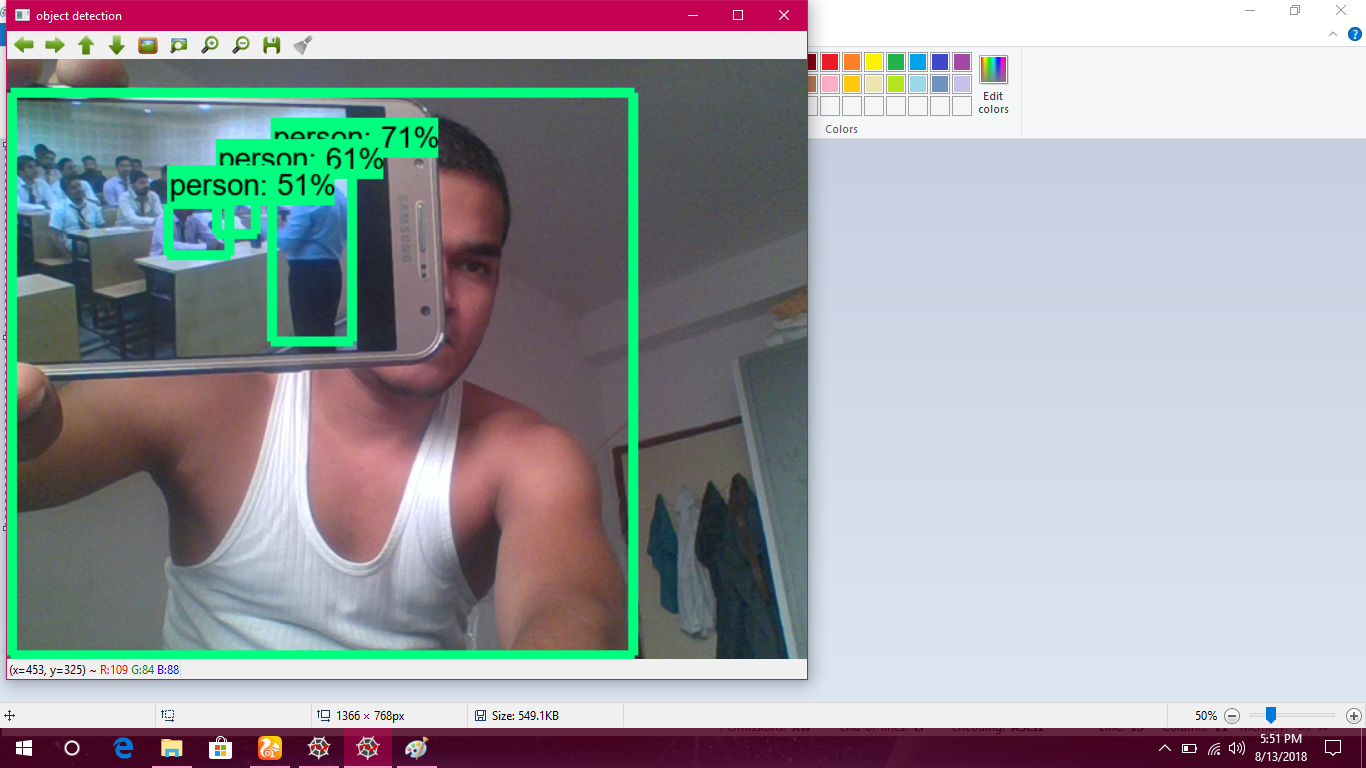 object detection
Edit
colors
Colors
person: 71%
person: 61%
person: 51%
SAMSUNG
(x=453, y=325) ~ R:109 G:84 B:88
1366 × 768px
Size: 549.1KB
50%
5:51 PM
8/13/2018